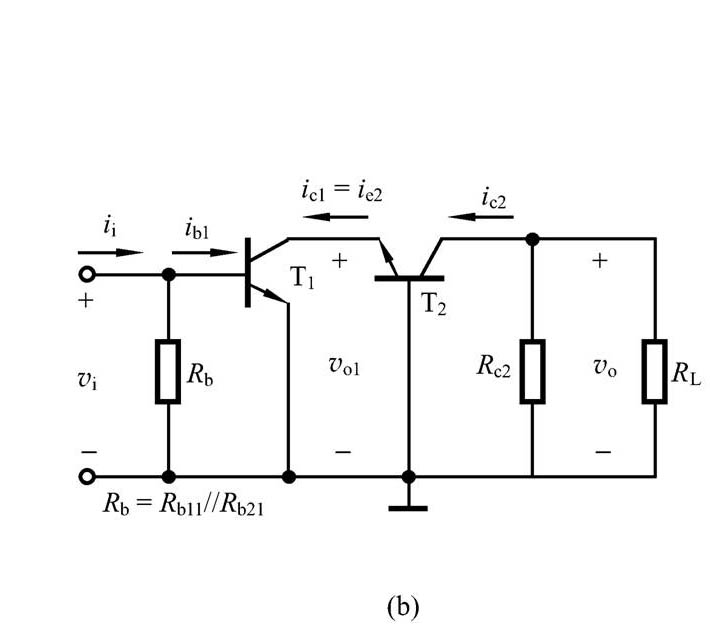 i_c1 = i_e2
i_c2
i_i
i_b1
+
+
T_1
+
T_2
v_i
R_b
v_o1
R_c2
v_o
R_L
−
−
−
R_b = R_b11//R_b21
(b)